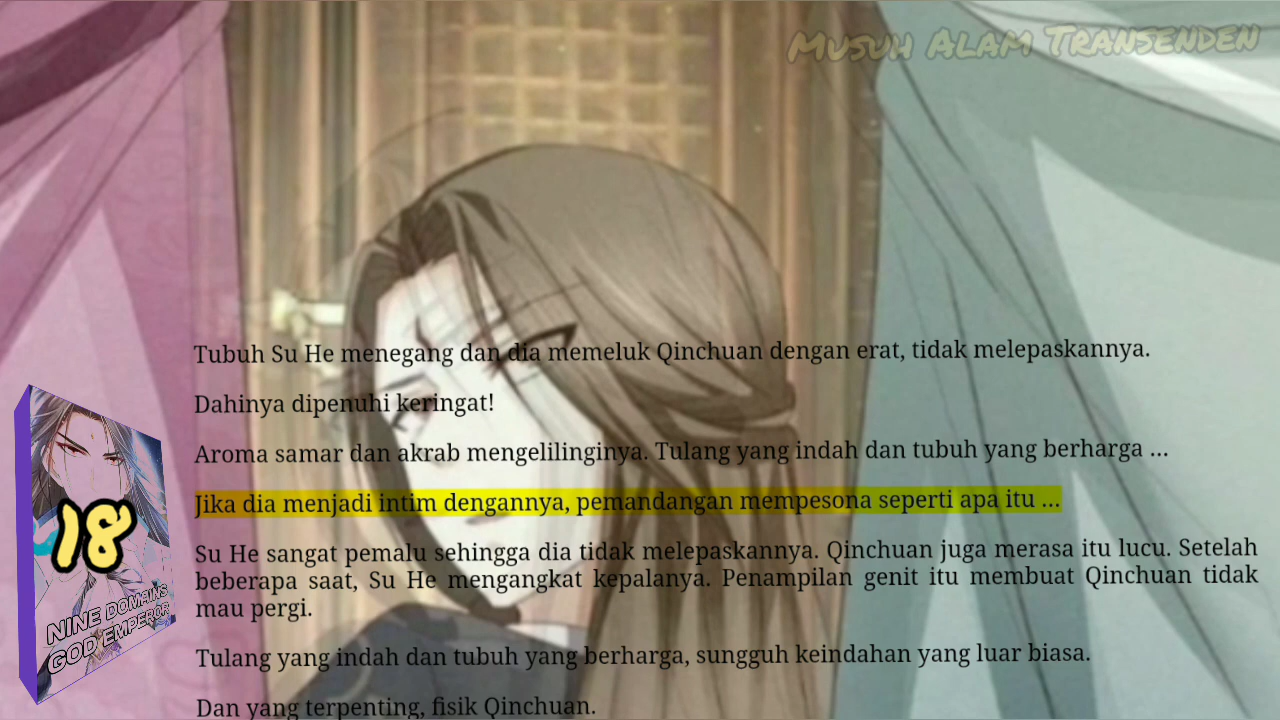 Musuh Alam Transenden
Tubuh Su He menegang dan dia memeluk Qinchuan dengan erat, tidak melepaskannya.
Dahinya dipenuhi keringat!
Aroma samar dan akrab mengelilinginya. Tulang yang indah dan tubuh yang berharga ...
Jika dia menjadi intim dengannya, pemandangan mempesona seperti apa itu ...
Su He sangat pemalu sehingga dia tidak melepaskannya. Qinchuan juga merasa itu lucu. Setelah
beberapa saat, Su He mengangkat kepalanya. Penampilan genit itu membuat Qinchuan tidak
mau pergi.
Tulang yang indah dan tubuh yang berharga, sungguh keindahan yang luar biasa.
Dan yang terpenting, fisik Qinchuan.
18
NINE DOMAINS
GOD EMPEROR